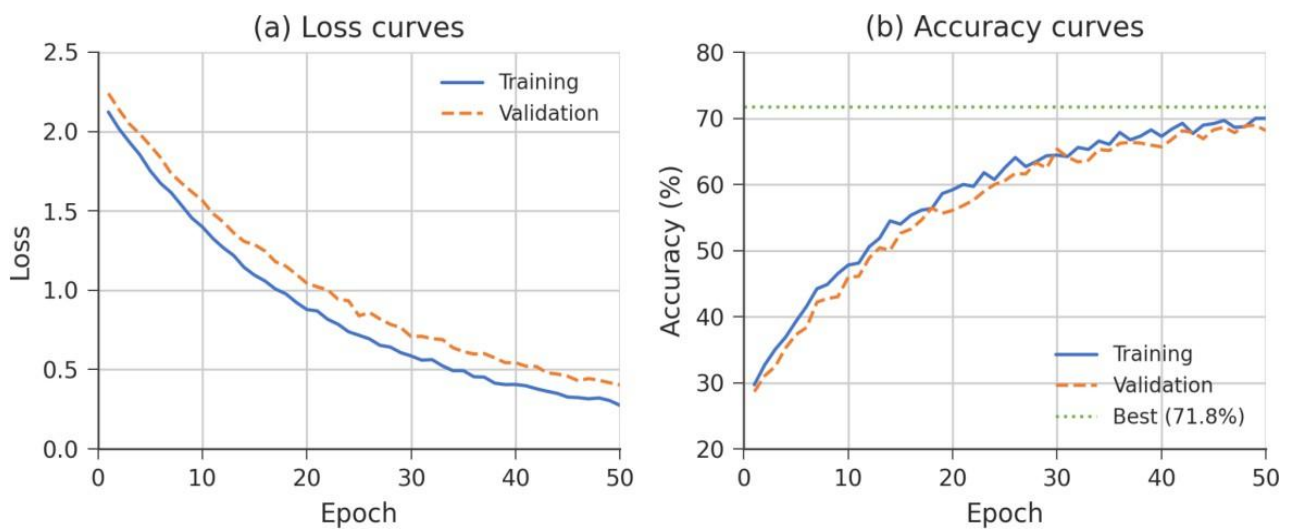 (a) Loss curves
2.5
2.0
1.5
1.0
0.5
0.0
Loss
Training
Validation
0 10 20 30 40 50
Epoch
(b) Accuracy curves
80
70
60
50
40
30
20
Accuracy (%)
Training
Validation
Best (71.8%)
0 10 20 30 40 50
Epoch